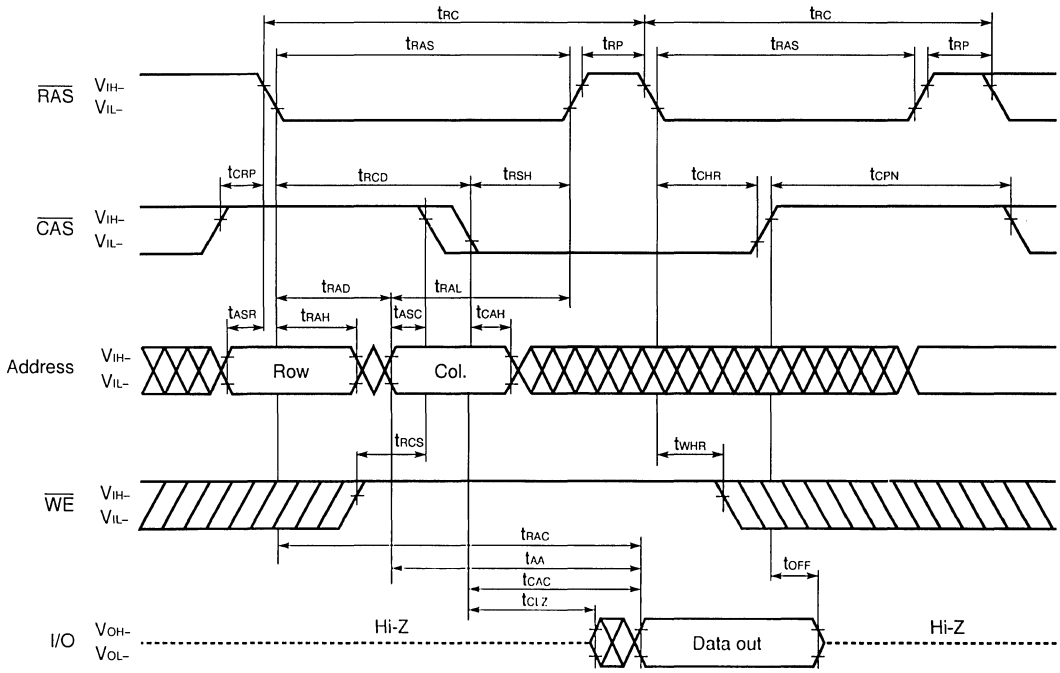 tRC tRC
tRAS tRP tRAS tRP
RAS VIH–
VIL–
tCRP tRCD tRSH tCHR tCPN
CAS VIH–
VIL–
tRAD tRAL
tASR tRAH tASC tCAH
Address VIH–
VIL–
Row Col.
tRCS tWHR
WE VIH–
VIL–
tRAC
tAA tOFF
tCAC
tCLZ
I/O VOH–
VOL–
Hi-Z Data out Hi-Z